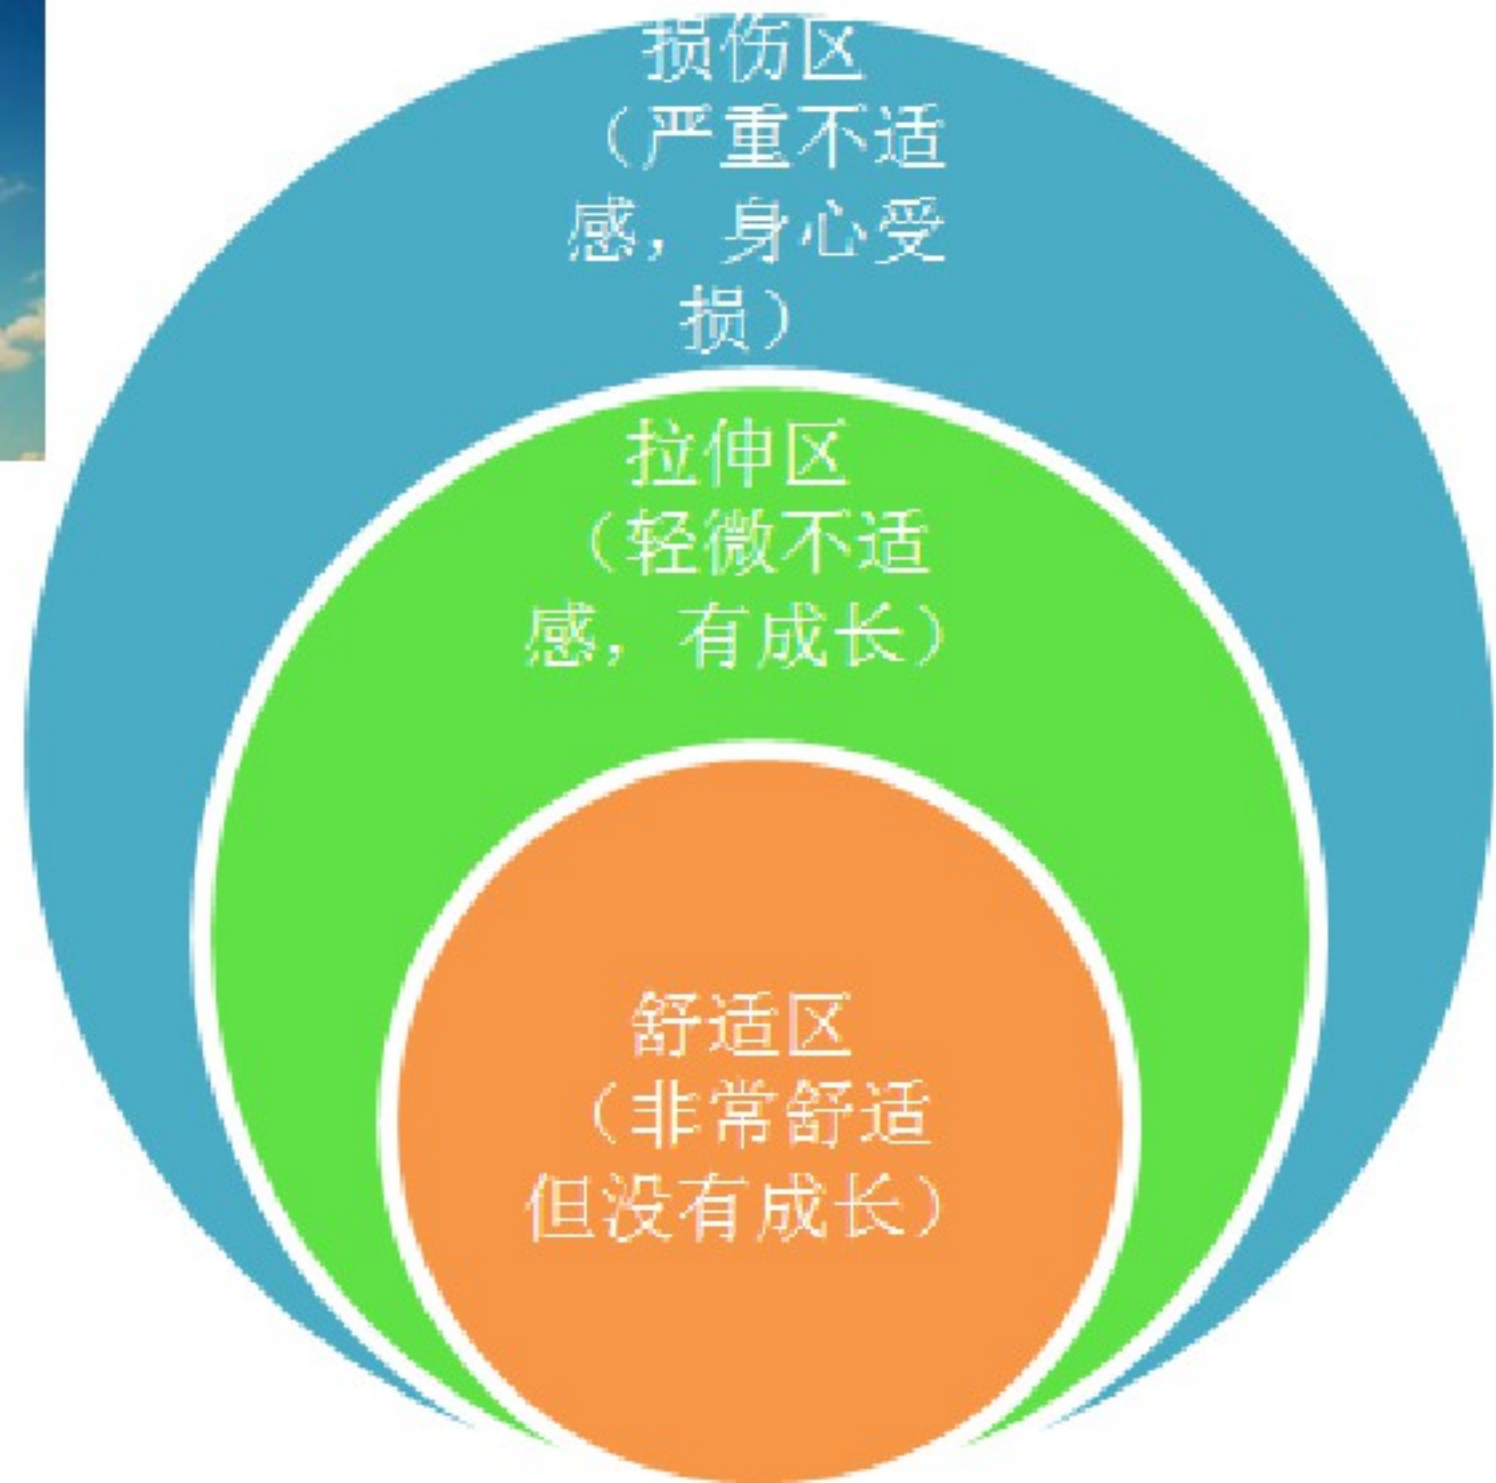 损伤区
（严重不适
感，身心受
损）
拉伸区
（轻微不适
感，有成长）
舒适区
（非常舒适
但没有成长）